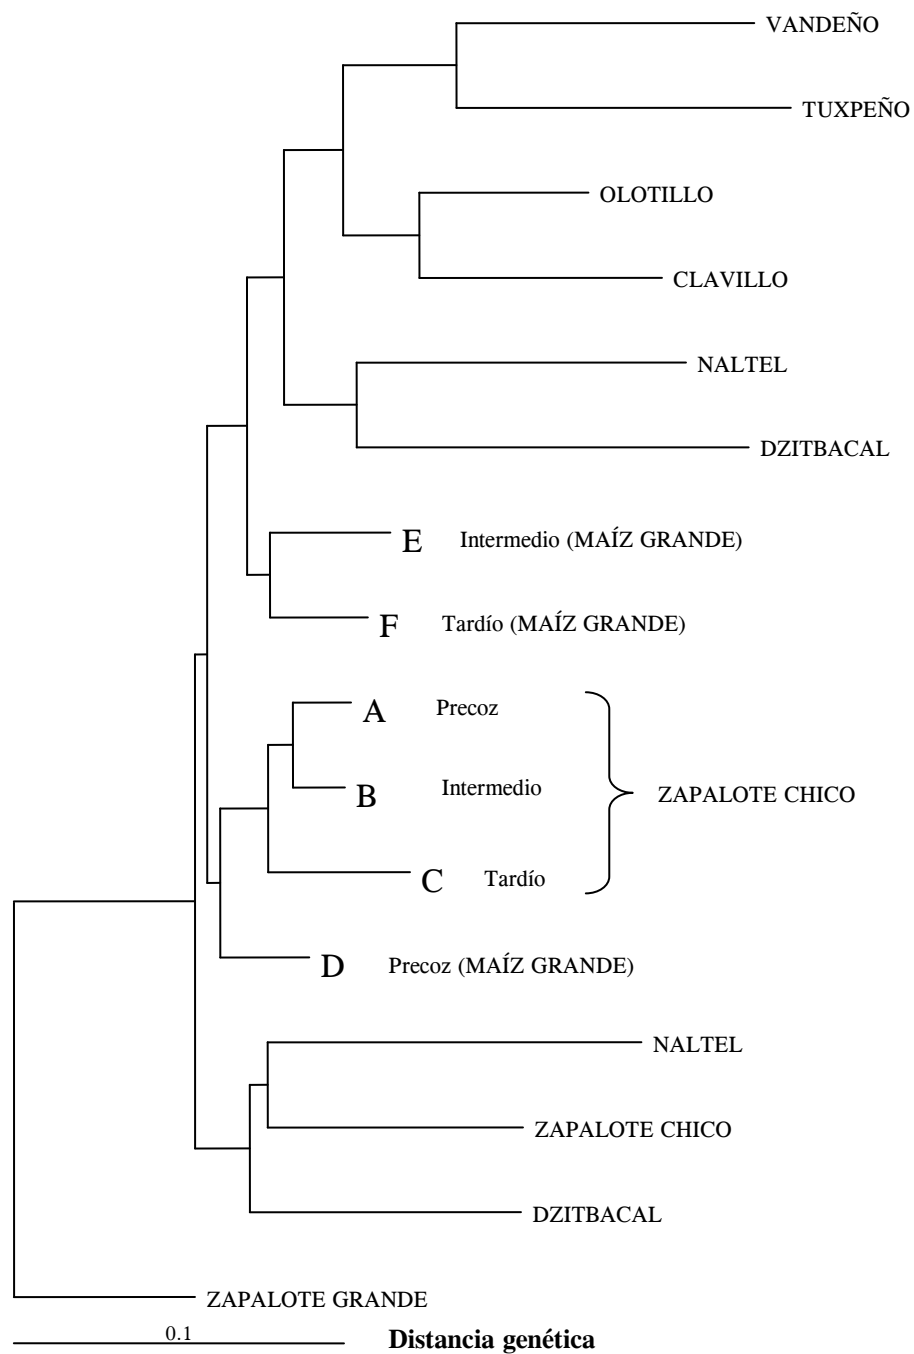 VANDEÑO
TUXPEÑO
OLOTILLO
CLAVILLO
NALTEL
DZITBACAL
E Intermedio (MAÍZ GRANDE)
F Tardío (MAÍZ GRANDE)
A Precoz
B Intermedio
ZAPALOTE CHICO
C Tardío
D Precoz (MAÍZ GRANDE)
NALTEL
ZAPALOTE CHICO
DZITBACAL
ZAPALOTE GRANDE
0.1 Distancia genética